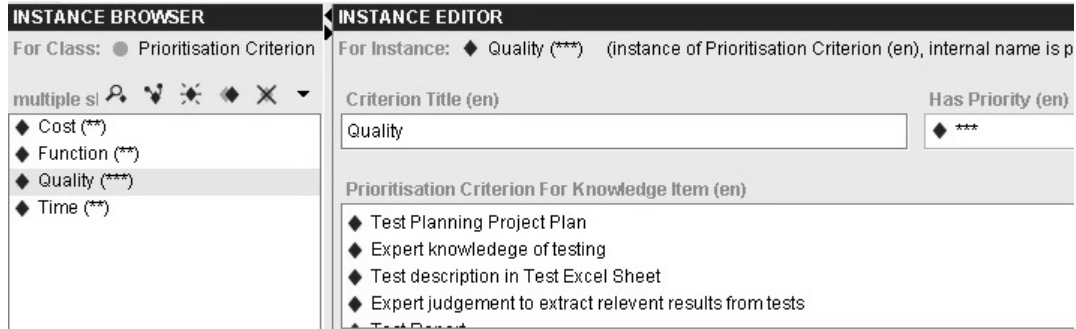 INSTANCE BROWSER
For Class: Prioritisation Criterion
multiple sl
Cost (**)
Function (**)
Quality (***)
Time (**)
INSTANCE EDITOR
For Instance: Quality (***) (instance of Prioritisation Criterion (en), internal name is p
Criterion Title (en)
Quality
Has Priority (en)
***
Prioritisation Criterion For Knowledge Item (en)
Test Planning Project Plan
Expert knowledege of testing
Test description in Test Excel Sheet
Expert judgement to extract relevent results from tests
Test Report